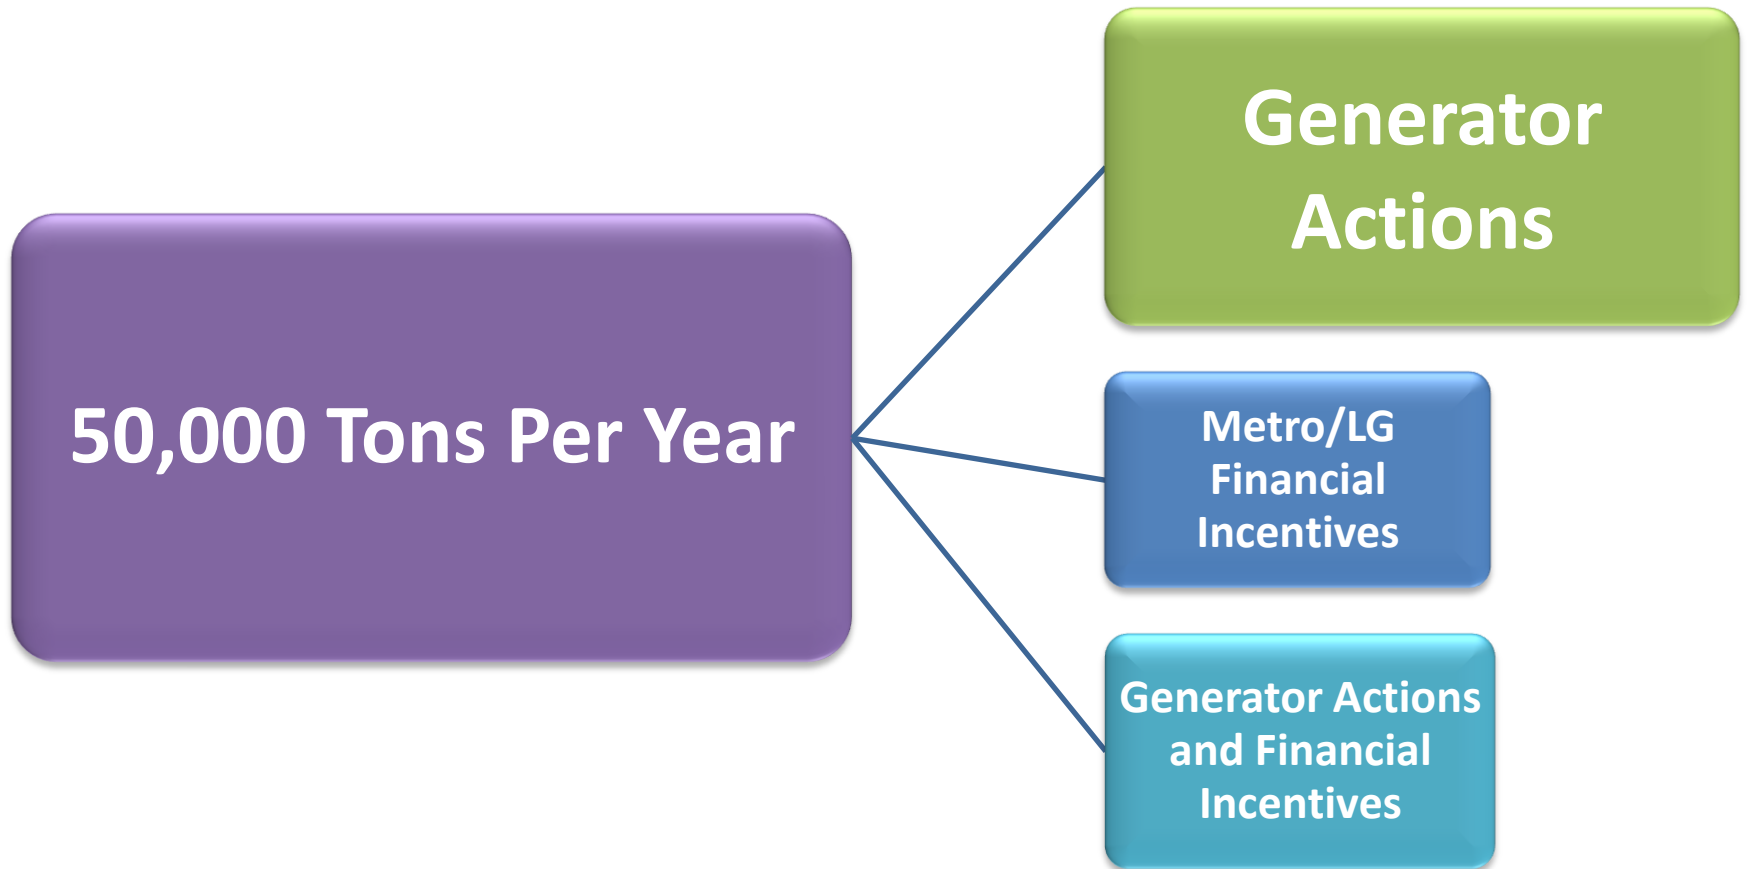 50,000 Tons Per Year
Generator
Actions
Metro/LG
Financial
Incentives
Generator Actions
and Financial
Incentives